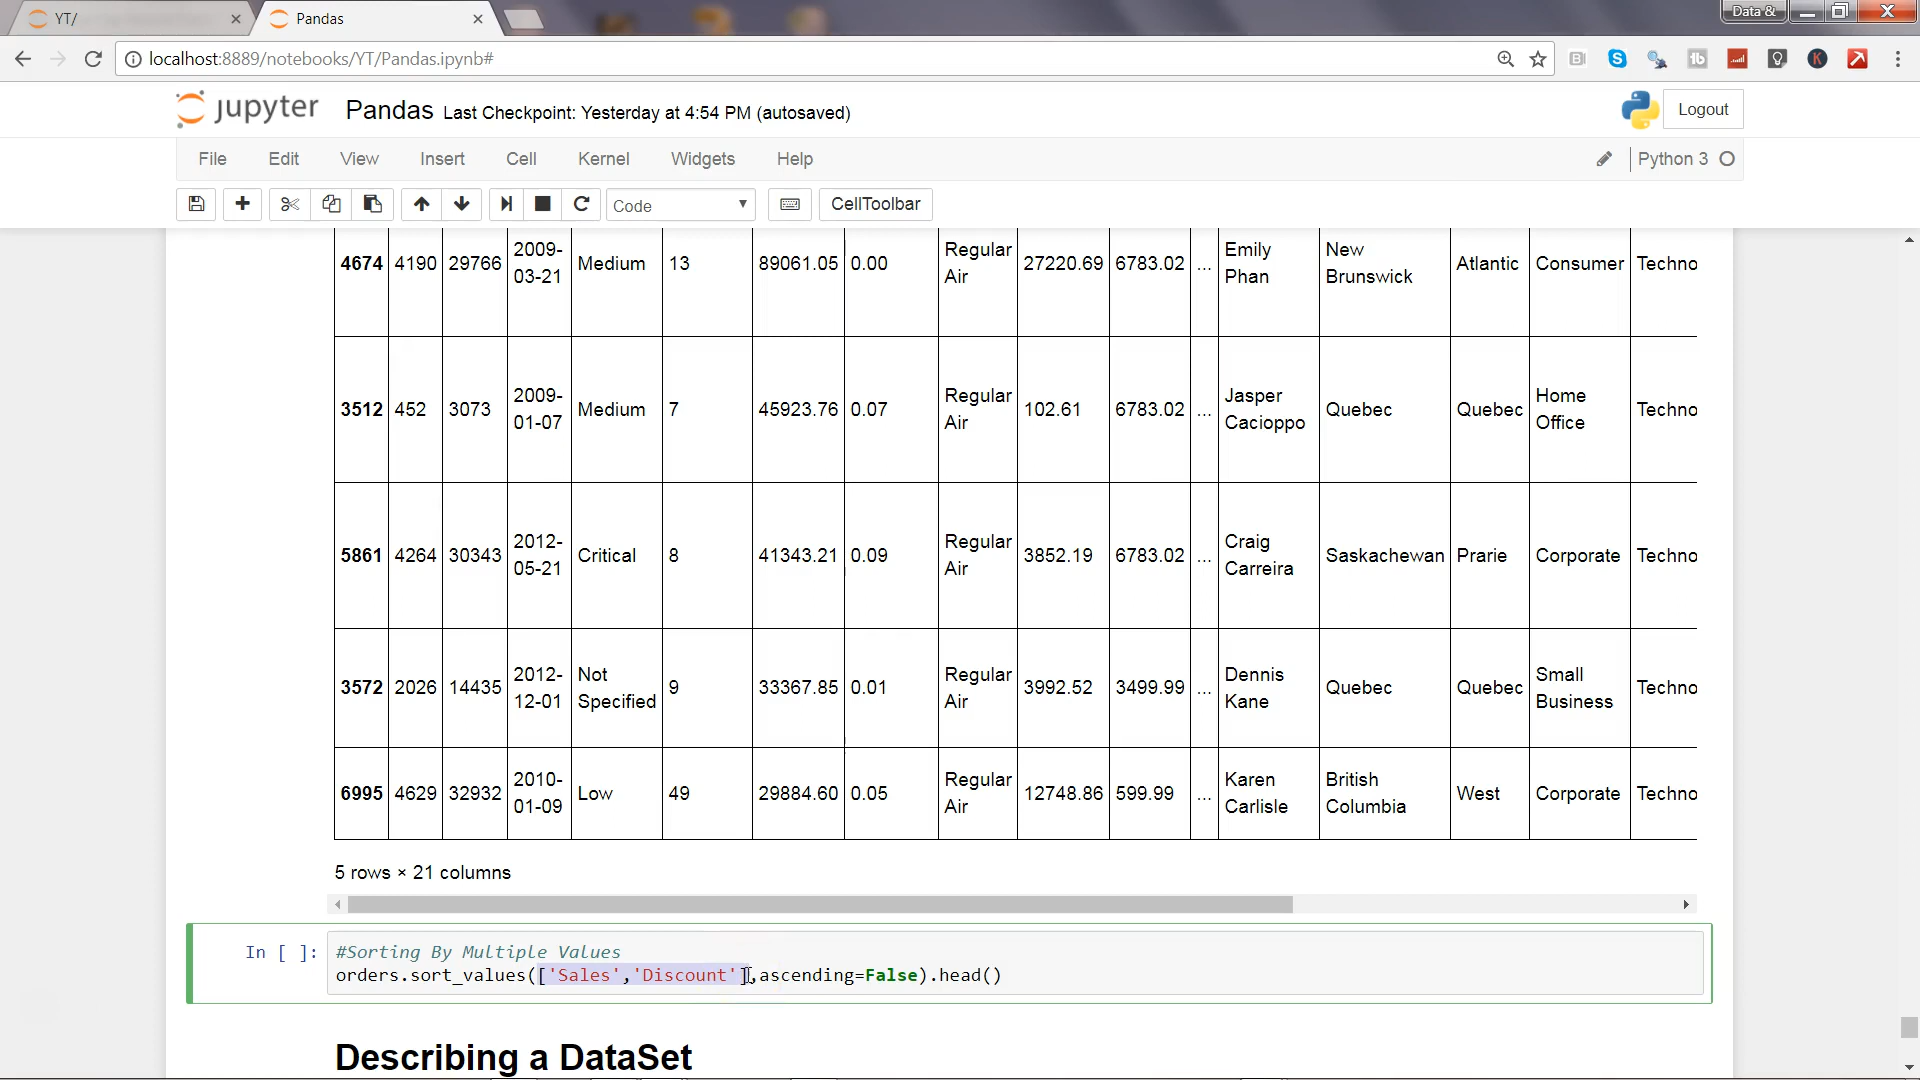 YT/
Pandas
Data &
localhost:8889/notebooks/YT/Pandas.ipynb#
jupyter Pandas Last Checkpoint: Yesterday at 4:54 PM (autosaved)
Logout
File Edit View Insert Cell Kernel Widgets Help
Python 3
Code
CellToolbar
4674 4190 29766 2009-03-21 Medium 13 89061.05 0.00 Regular Air 27220.69 6783.02 ... Emily Phan New Brunswick Atlantic Consumer Techno
3512 452 3073 2009-01-07 Medium 7 45923.76 0.07 Regular Air 102.61 6783.02 ... Jasper Cacioppo Quebec Quebec Home Office Techno
5861 4264 30343 2012-05-21 Critical 8 41343.21 0.09 Regular Air 3852.19 6783.02 ... Craig Carreira Saskachewan Prarie Corporate Techno
3572 2026 14435 2012-12-01 Not Specified 9 33367.85 0.01 Regular Air 3992.52 3499.99 ... Dennis Kane Quebec Quebec Small Business Techno
6995 4629 32932 2010-01-09 Low 49 29884.60 0.05 Regular Air 12748.86 599.99 ... Karen Carlisle British Columbia West Corporate Techno
5 rows × 21 columns
In [ ]: #Sorting By Multiple Values
orders.sort_values(['Sales','Discount'],ascending=False).head()
Describing a DataSet